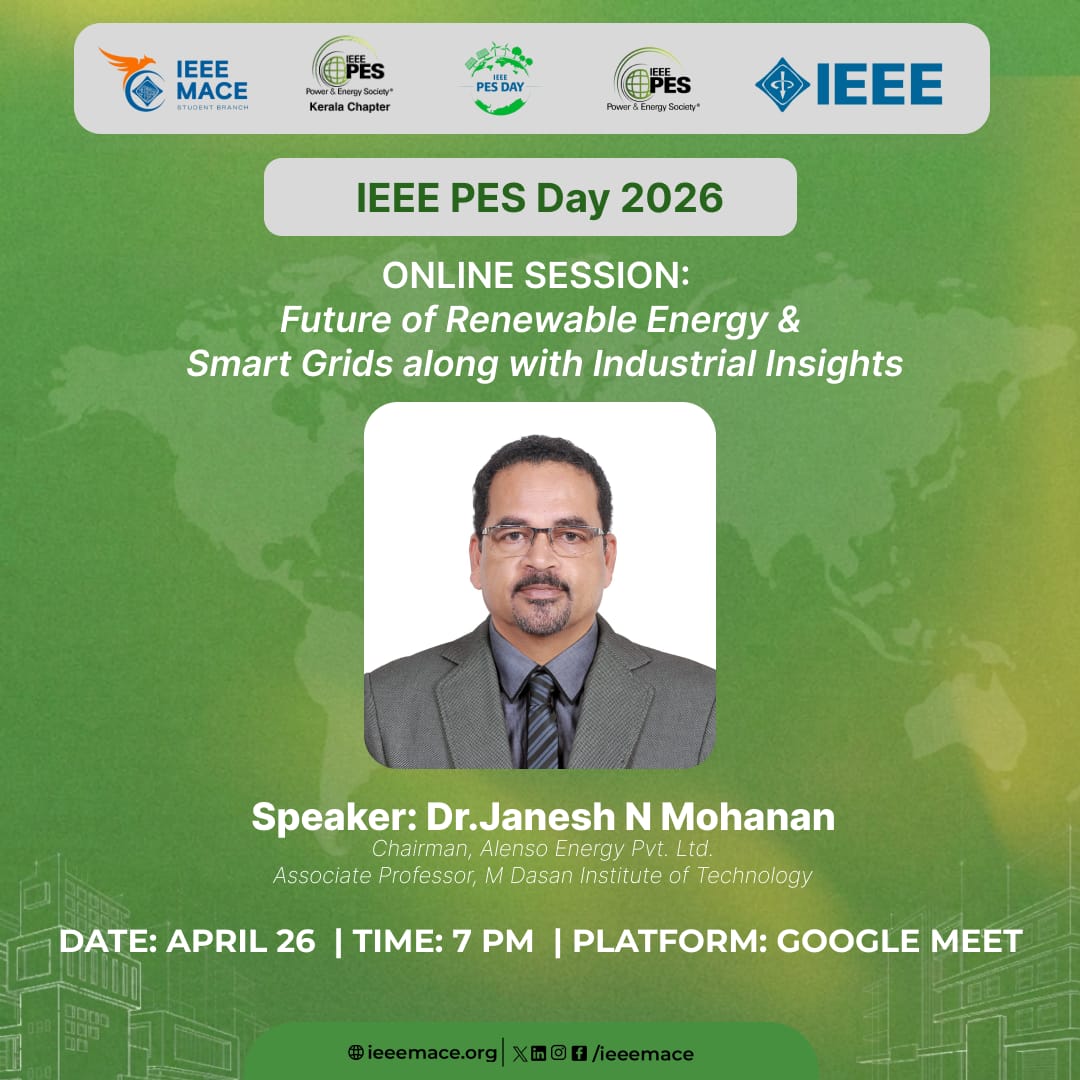 IEEE
MACE
STUDENT BRANCH
IEEE
PES
Power & Energy Society®
Kerala Chapter
IEEE
PES DAY
IEEE
PES
Power & Energy Society®
IEEE
IEEE PES Day 2026
ONLINE SESSION:
Future of Renewable Energy &
Smart Grids along with Industrial Insights
Speaker: Dr.Janesh N Mohanan
Chairman, Alenso Energy Pvt. Ltd.
Associate Professor, M Dasan Institute of Technology
DATE: APRIL 26 | TIME: 7 PM | PLATFORM: GOOGLE MEET
ieeemace.org | /ieeemace